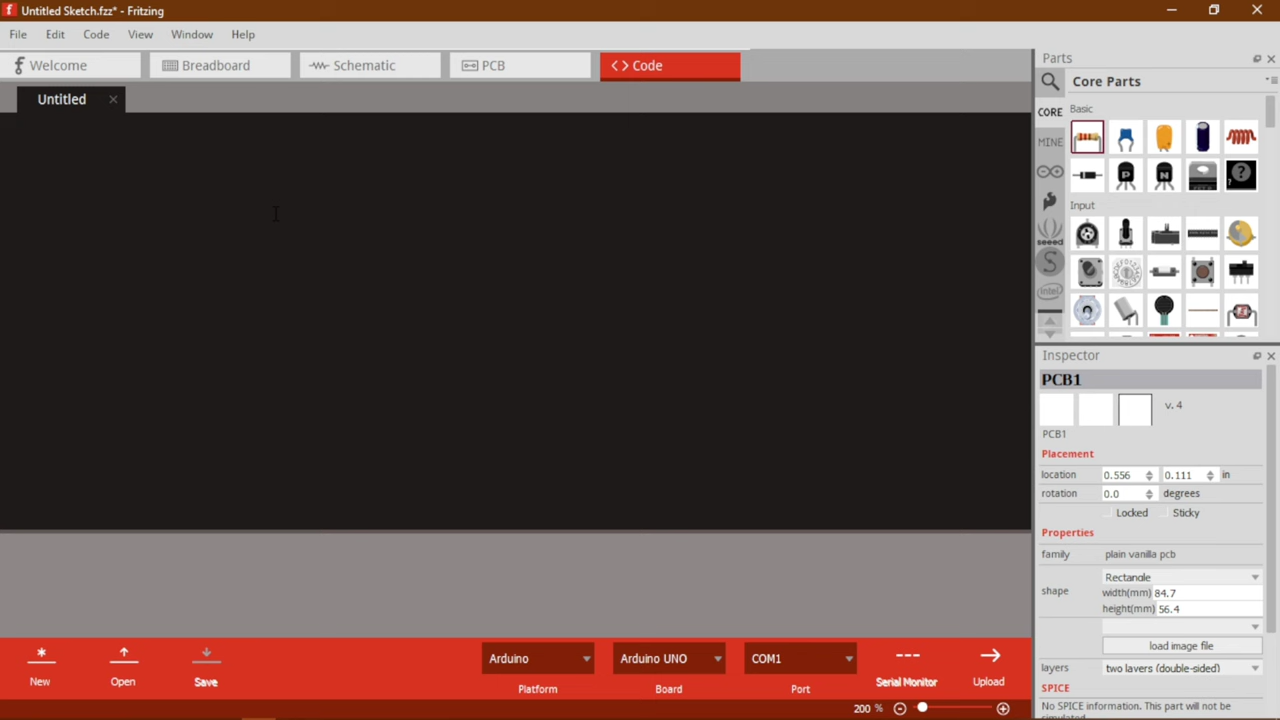 Untitled Sketch.fzz* - Fritzing
File Edit Code View Window Help
Welcome Breadboard Schematic PCB <> Code
Untitled
Parts
Core Parts
CORE
MINE
seeed
intel
Basic
Input
Inspector
PCB1
v. 4
PCB1
Placement
location 0.556 0.111 in
rotation 0.0 degrees
Locked Sticky
Properties
family plain vanilla pcb
shape Rectangle
width(mm) 84.7
height(mm) 56.4
load image file
layers two layers (double-sided)
SPICE
No SPICE information. This part will not be
simulated
New Open Save
Arduino Arduino UNO COM1
Platform Board Port
Serial Monitor Upload
200 %